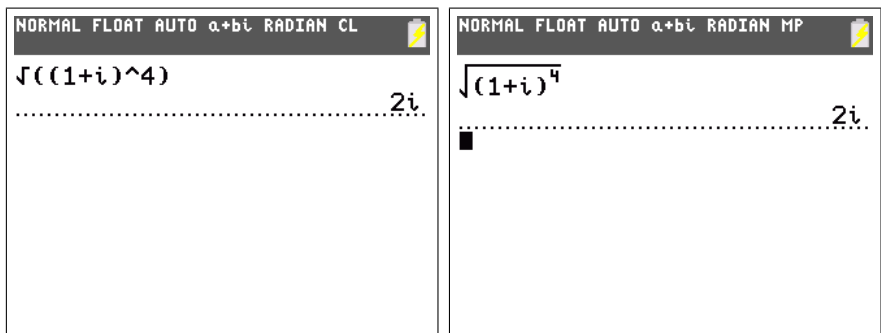 NORMAL FLOAT AUTO a+bi RADIAN CL
√((1+i)^4)
2i
NORMAL FLOAT AUTO a+bi RADIAN MP
√(1+i)⁴
2i